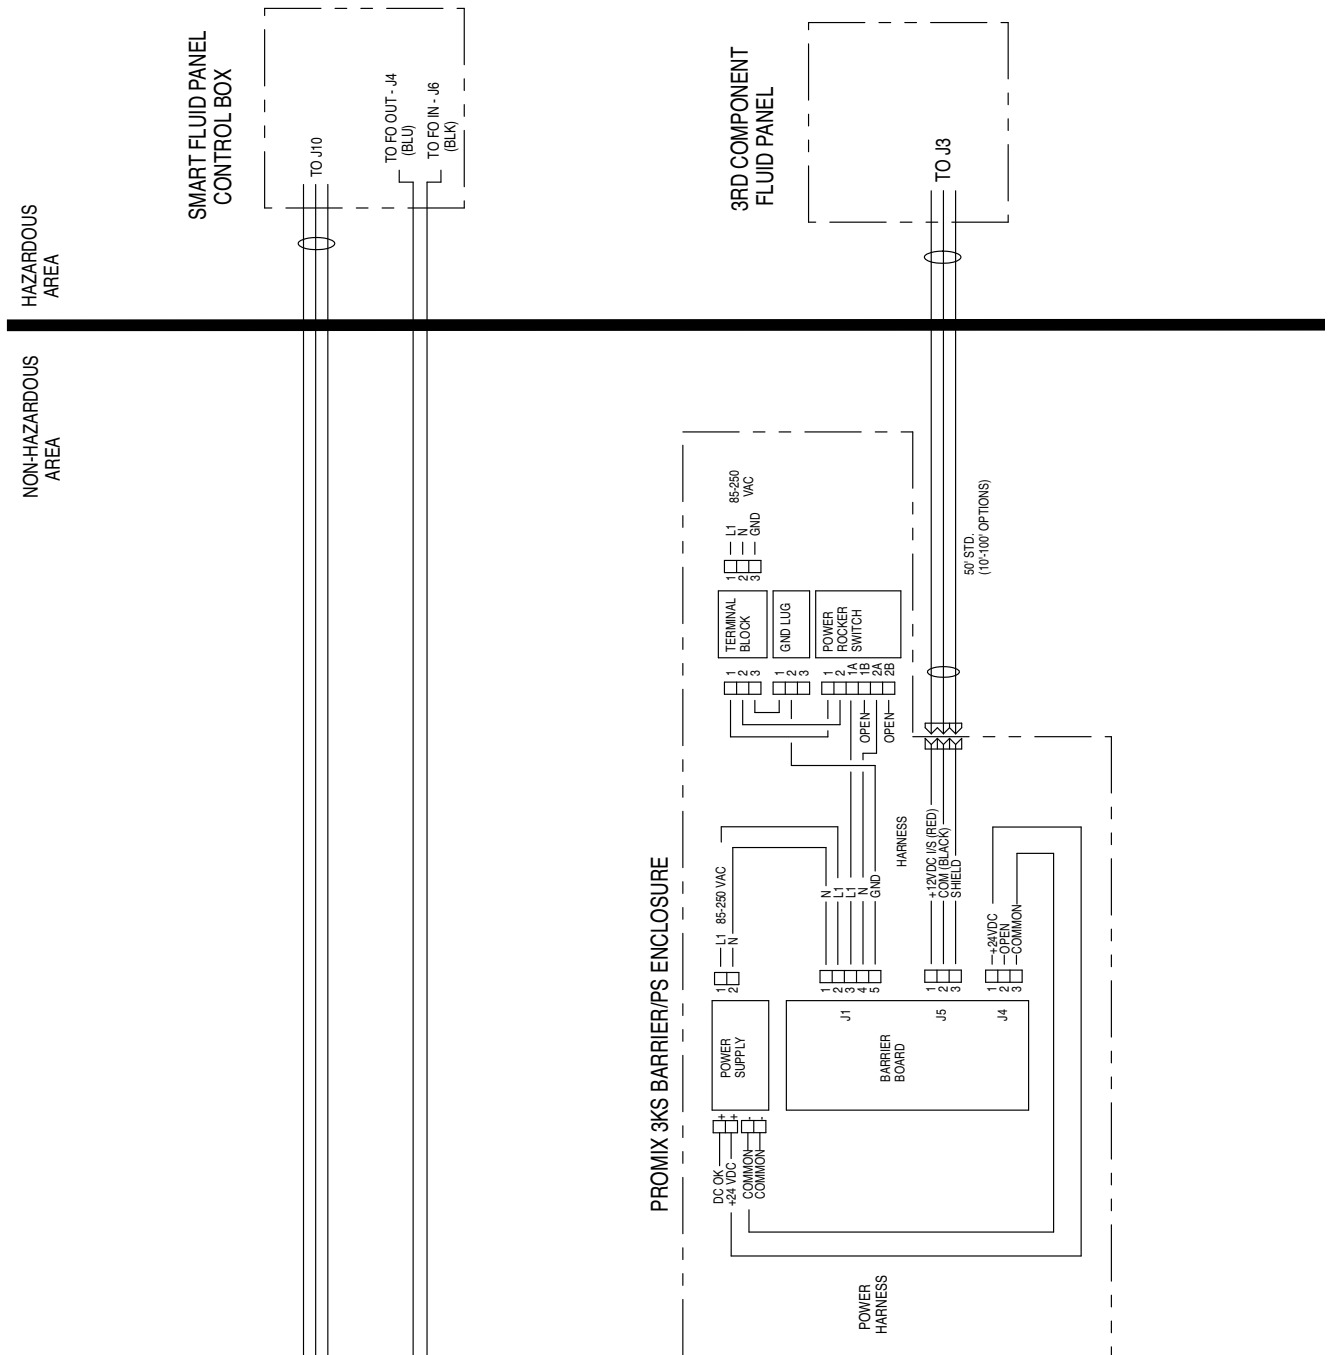 HAZARDOUS
AREA
NON-HAZARDOUS
AREA
SMART FLUID PANEL
CONTROL BOX
TO J10
TO FO OUT - J4
(BLU)
TO FO IN - J6
(BLK)
3RD COMPONENT
FLUID PANEL
TO J3
50' STD.
(10'-100' OPTIONS)
PROMIX 3KS BARRIER/PS ENCLOSURE
L1
N
GND
85-250
VAC
1
2
3
TERMINAL
BLOCK
GND LUG
POWER
ROCKER
SWITCH
1
2
3
1
2
3
1
2
1A
1B
2A
2B
OPEN
OPEN
HARNESS
L1 85-250 VAC
N
1
2
POWER
SUPPLY
+
+
-
-
DC OK
+24 VDC
COMMON
COMMON
N
L1
L1
N
GND
1
2
3
4
5
J1
+12VDC I/S (RED)
COM (BLACK)
SHIELD
1
2
3
J5
+24VDC
OPEN
COMMON
1
2
3
J4
BARRIER
BOARD
POWER
HARNESS